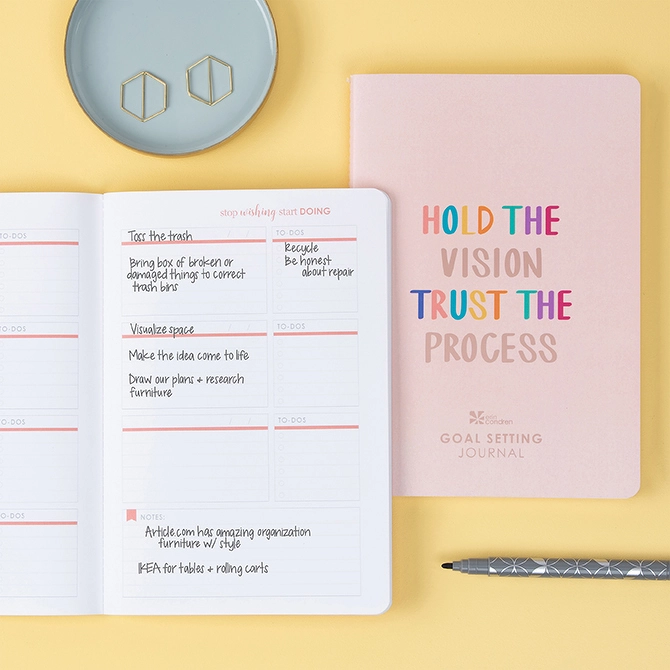 stop wishing start DOING
TO-DOS
TO-DOS
TO-DOS
TO-DOS
Toss the trash
Bring box of broken or
damaged things to correct
trash bins
TO-DOS
Recycle
Be honest
about repair
Visualize space
Make the idea come to life
Draw our plans + research
furniture
TO-DOS
TO-DOS
NOTES:
Article.com has amazing organization
furniture w/ style
IKEA for tables + rolling carts
HOLD THE
VISION
TRUST THE
PROCESS
erin
condren
GOAL SETTING
JOURNAL